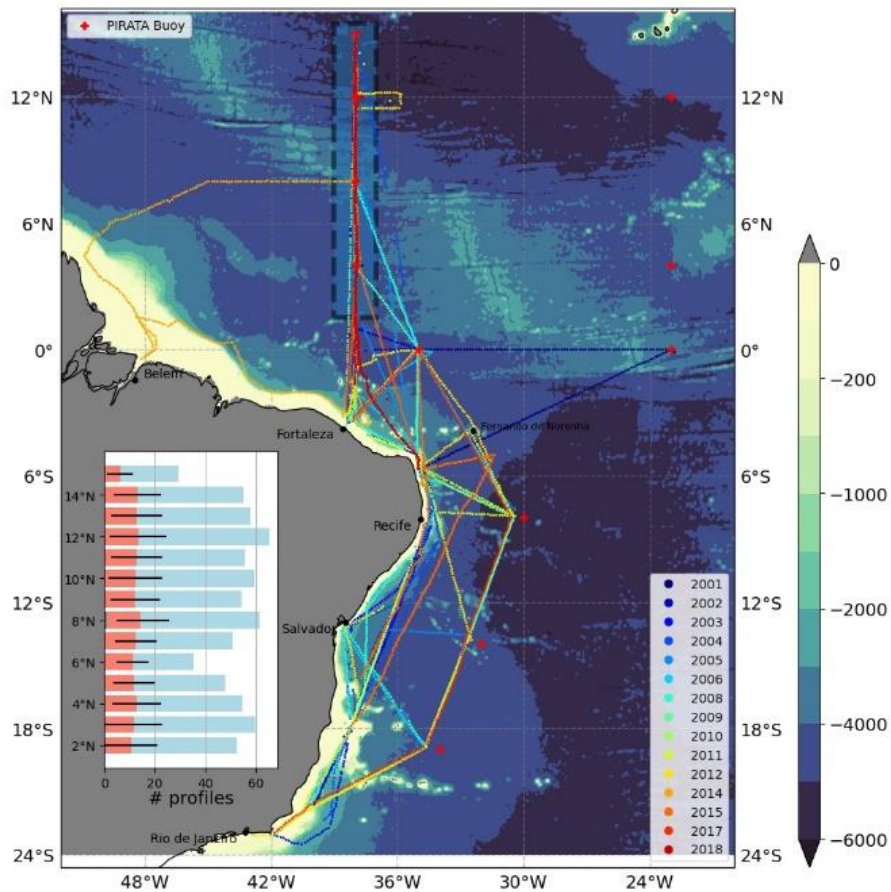 PIRATA Buoy
12°N
12°N
6°N
6°N
0°
0°
Belem
Fortaleza
Fernando de Noronha
6°S
6°S
Recife
12°S
12°S
Salvador
18°S
18°S
Rio de Janeiro
24°S
24°S
48°W
42°W
36°W
30°W
24°W
14°N
12°N
10°N
8°N
6°N
4°N
2°N
0
20
40
60
# profiles
2001
2002
2003
2004
2005
2006
2008
2009
2010
2011
2012
2014
2015
2017
2018
0
−200
−1000
−2000
−4000
−6000